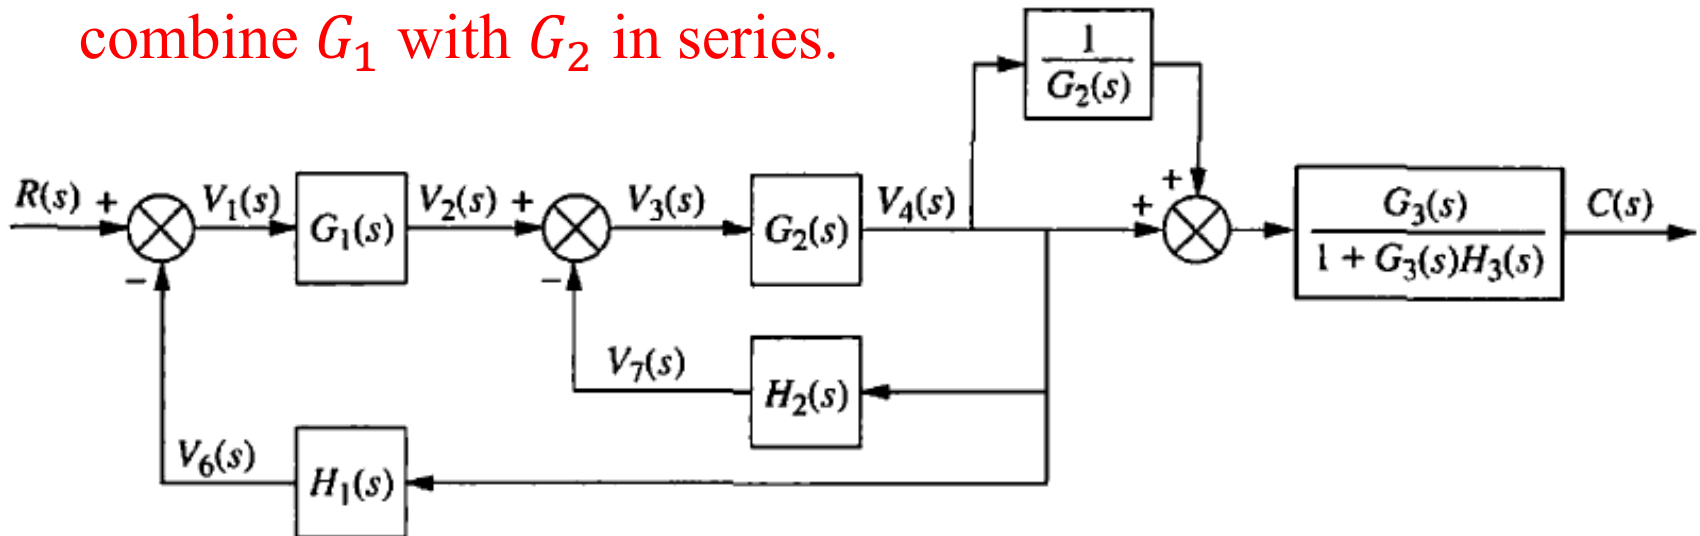 combine G₁ with G₂ in series.
1
G₂(s)
R(s) +
V₁(s)
G₁(s)
V₂(s) +
V₃(s)
G₂(s)
V₄(s)
+
+
G₃(s)
1 + G₃(s)H₃(s)
C(s)
−
−
V₇(s)
H₂(s)
V₆(s)
H₁(s)